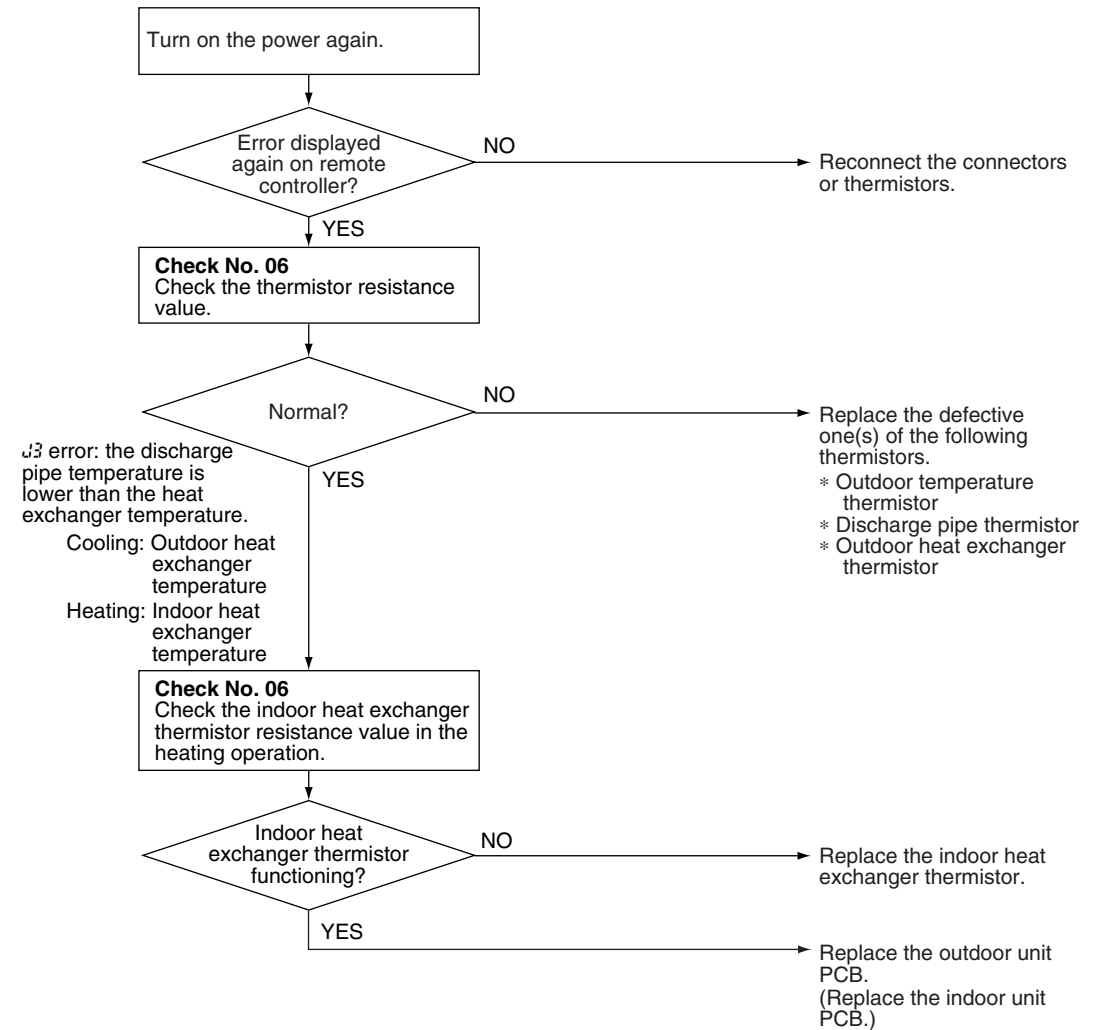 Turn on the power again.
Error displayed
again on remote
controller?
NO
Reconnect the connectors
or thermistors.
YES
Check No. 06
Check the thermistor resistance
value.
Normal?
NO
Replace the defective
one(s) of the following
thermistors.
* Outdoor temperature
thermistor
* Discharge pipe thermistor
* Outdoor heat exchanger
thermistor
YES
J3 error: the discharge
pipe temperature is
lower than the heat
exchanger temperature.
Cooling: Outdoor heat
exchanger
temperature
Heating: Indoor heat
exchanger
temperature
Check No. 06
Check the indoor heat exchanger
thermistor resistance value in the
heating operation.
Indoor heat
exchanger thermistor
functioning?
NO
Replace the indoor heat
exchanger thermistor.
YES
Replace the outdoor unit
PCB.
(Replace the indoor unit
PCB.)